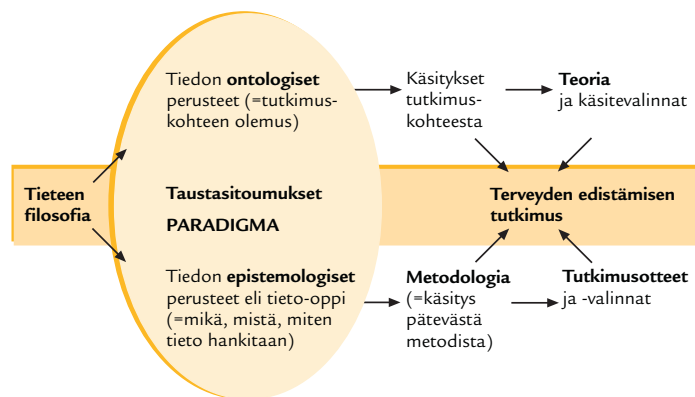 Tiedon ontologiset
perusteet (=tutkimus-
kohteen olemus)
Käsitykset
tutkimus-
kohteesta
Teoria
ja käsitevalinnat
Tieteen
filosofia
Taustasitoumukset
PARADIGMA
Terveyden edistämisen
tutkimus
Tiedon epistemologiset
perusteet eli tieto-oppi
(=mikä, mistä, miten
tieto hankitaan)
Metodologia
(=käsitys
pätevästä
metodista)
Tutkimusotteet
ja -valinnat